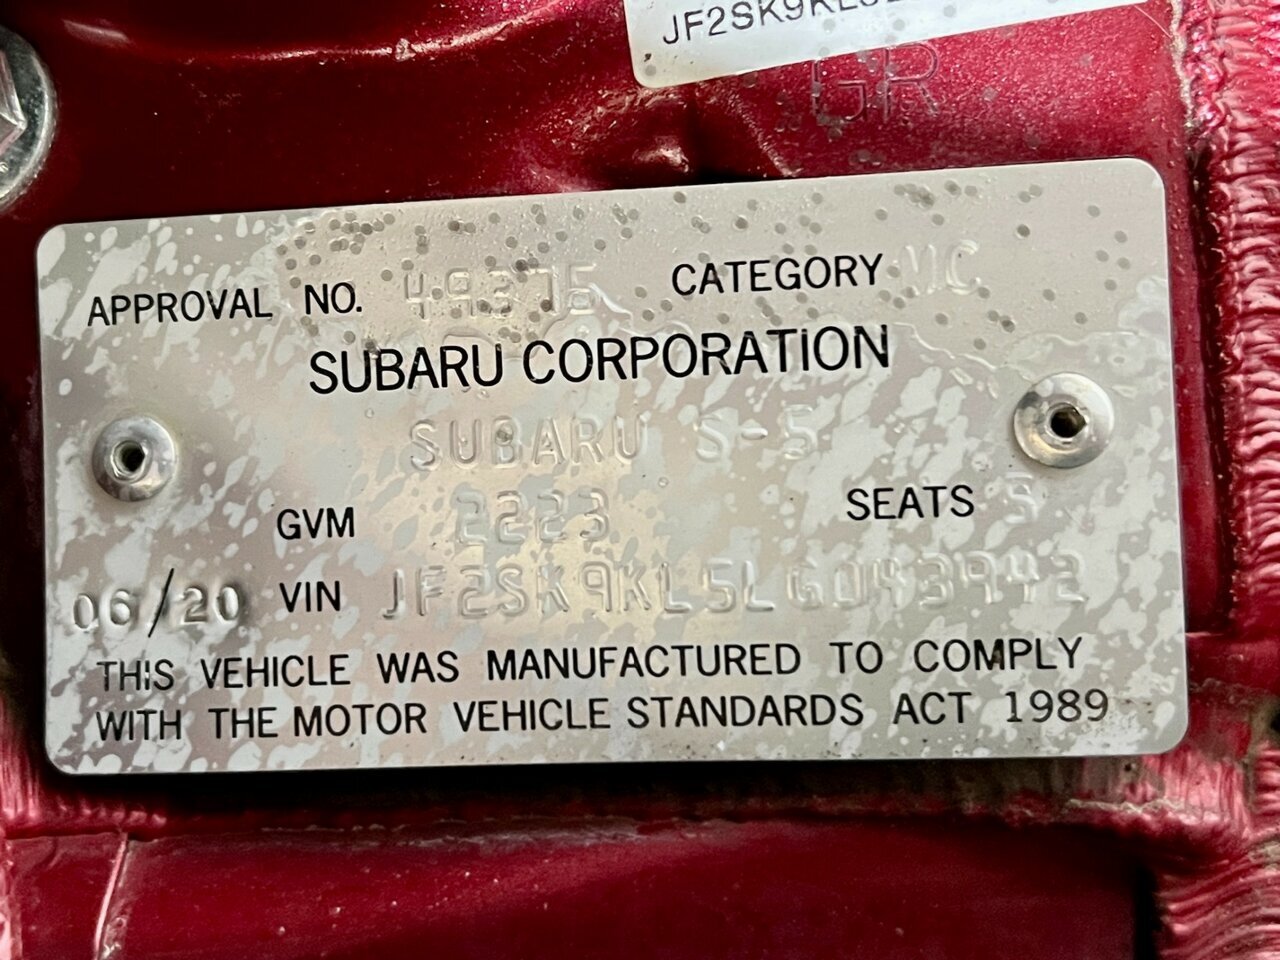 JF2SK9KL5L
GR
APPROVAL NO. 49375 CATEGORY MC
SUBARU CORPORATION
SUBARU S-5
GVM 2223 SEATS 5
06/20 VIN JF2SK9KL5LG043942
THIS VEHICLE WAS MANUFACTURED TO COMPLY
WITH THE MOTOR VEHICLE STANDARDS ACT 1989